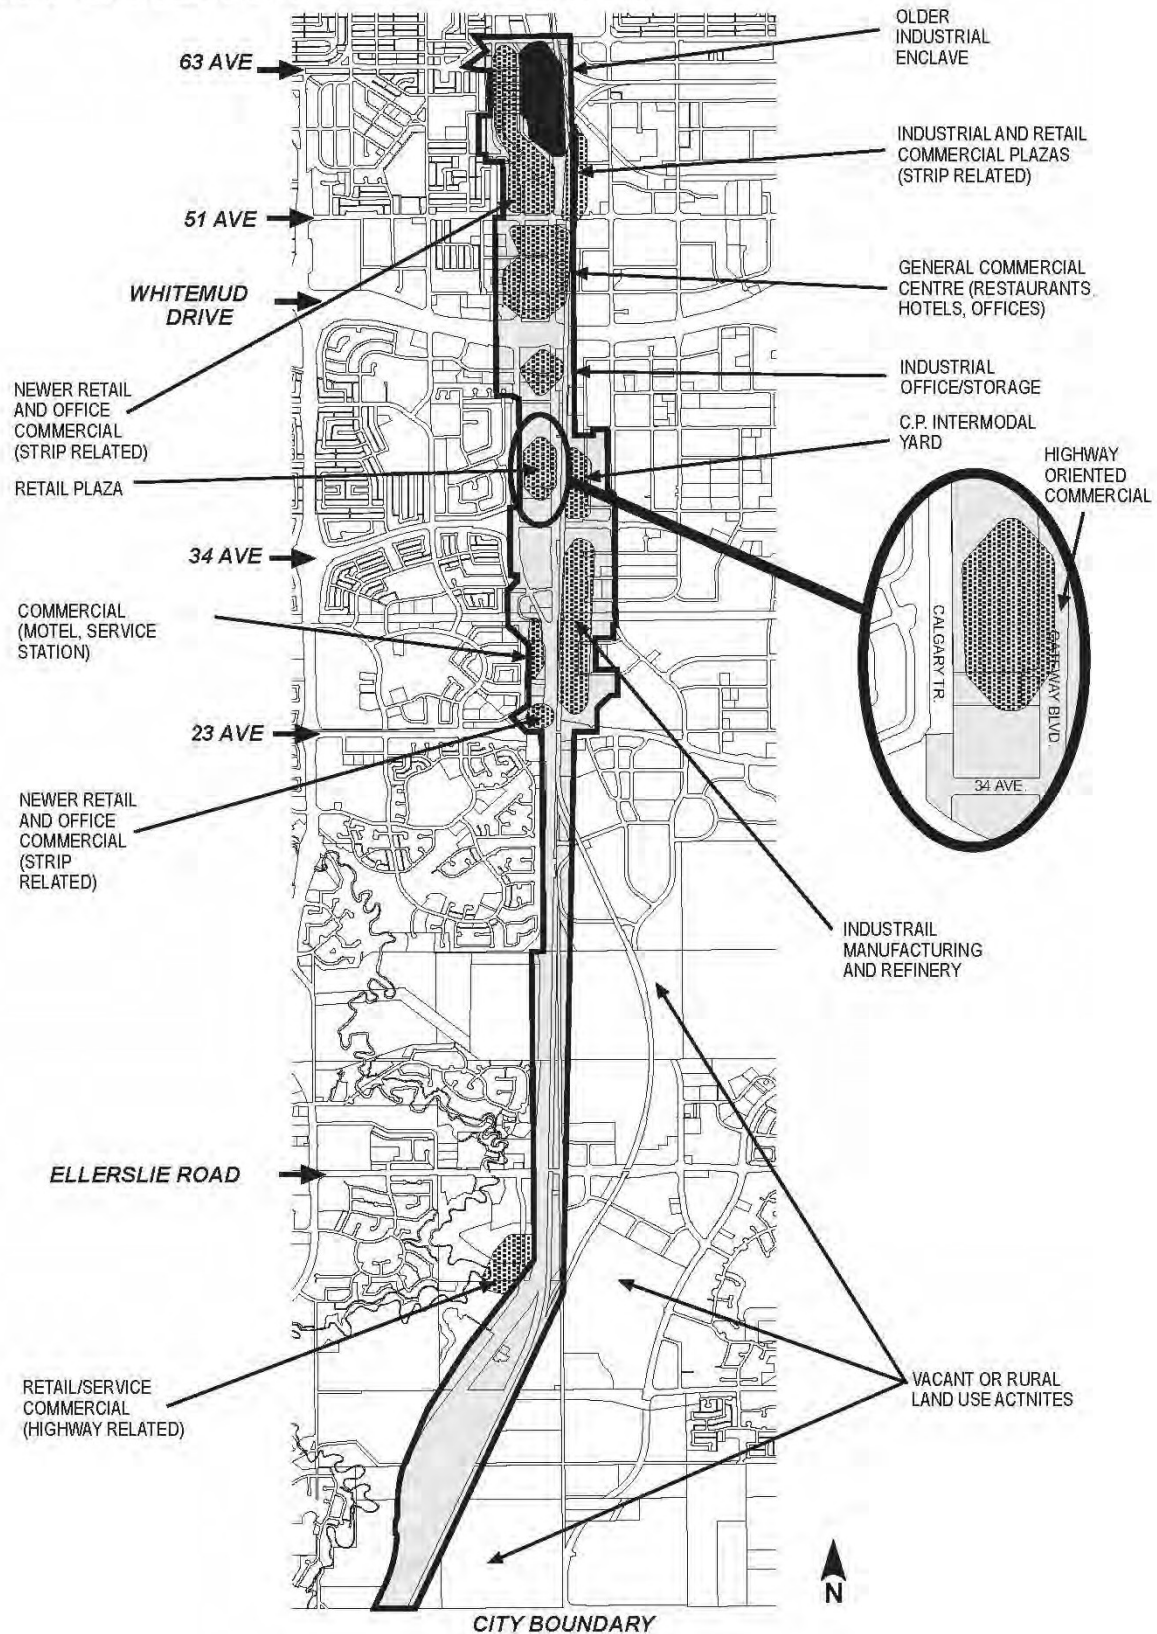 OLDER
INDUSTRIAL
ENCLAVE
63 AVE
INDUSTRIAL AND RETAIL
COMMERCIAL PLAZAS
(STRIP RELATED)
51 AVE
GENERAL COMMERCIAL
CENTRE (RESTAURANTS
HOTELS, OFFICES)
WHITEMUD
DRIVE
INDUSTRIAL
OFFICE/STORAGE
NEWER RETAIL
AND OFFICE
COMMERCIAL
(STRIP RELATED)
C.P. INTERMODAL
YARD
HIGHWAY
ORIENTED
COMMERCIAL
RETAIL PLAZA
34 AVE
COMMERCIAL
(MOTEL, SERVICE
STATION)
CALGARY TR.
GATEWAY BLVD.
34 AVE.
23 AVE
NEWER RETAIL
AND OFFICE
COMMERCIAL
(STRIP
RELATED)
INDUSTRAIL
MANUFACTURING
AND REFINERY
ELLERSLIE ROAD
RETAIL/SERVICE
COMMERCIAL
(HIGHWAY RELATED)
VACANT OR RURAL
LAND USE ACTNITES
N
CITY BOUNDARY